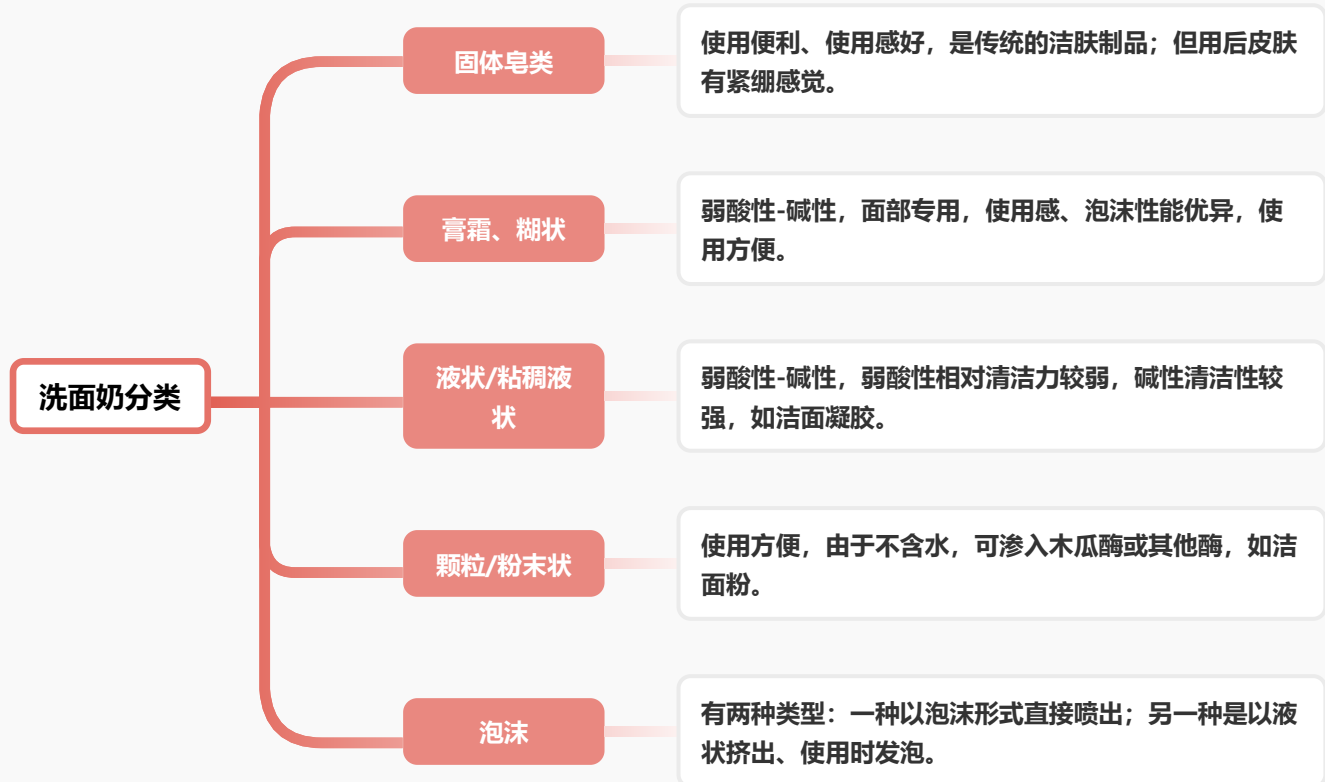 洗面奶分类
固体皂类
使用便利、使用感好，是传统的洁肤制品；但用后皮肤
有紧绷感觉。
膏霜、糊状
弱酸性-碱性，面部专用，使用感、泡沫性能优异，使
用方便。
液状/粘稠液
状
弱酸性-碱性，弱酸性相对清洁力较弱，碱性清洁性较
强，如洁面凝胶。
颗粒/粉末状
使用方便，由于不含水，可渗入木瓜酶或其他酶，如洁
面粉。
泡沫
有两种类型：一种以泡沫形式直接喷出；另一种是以液
状挤出、使用时发泡。